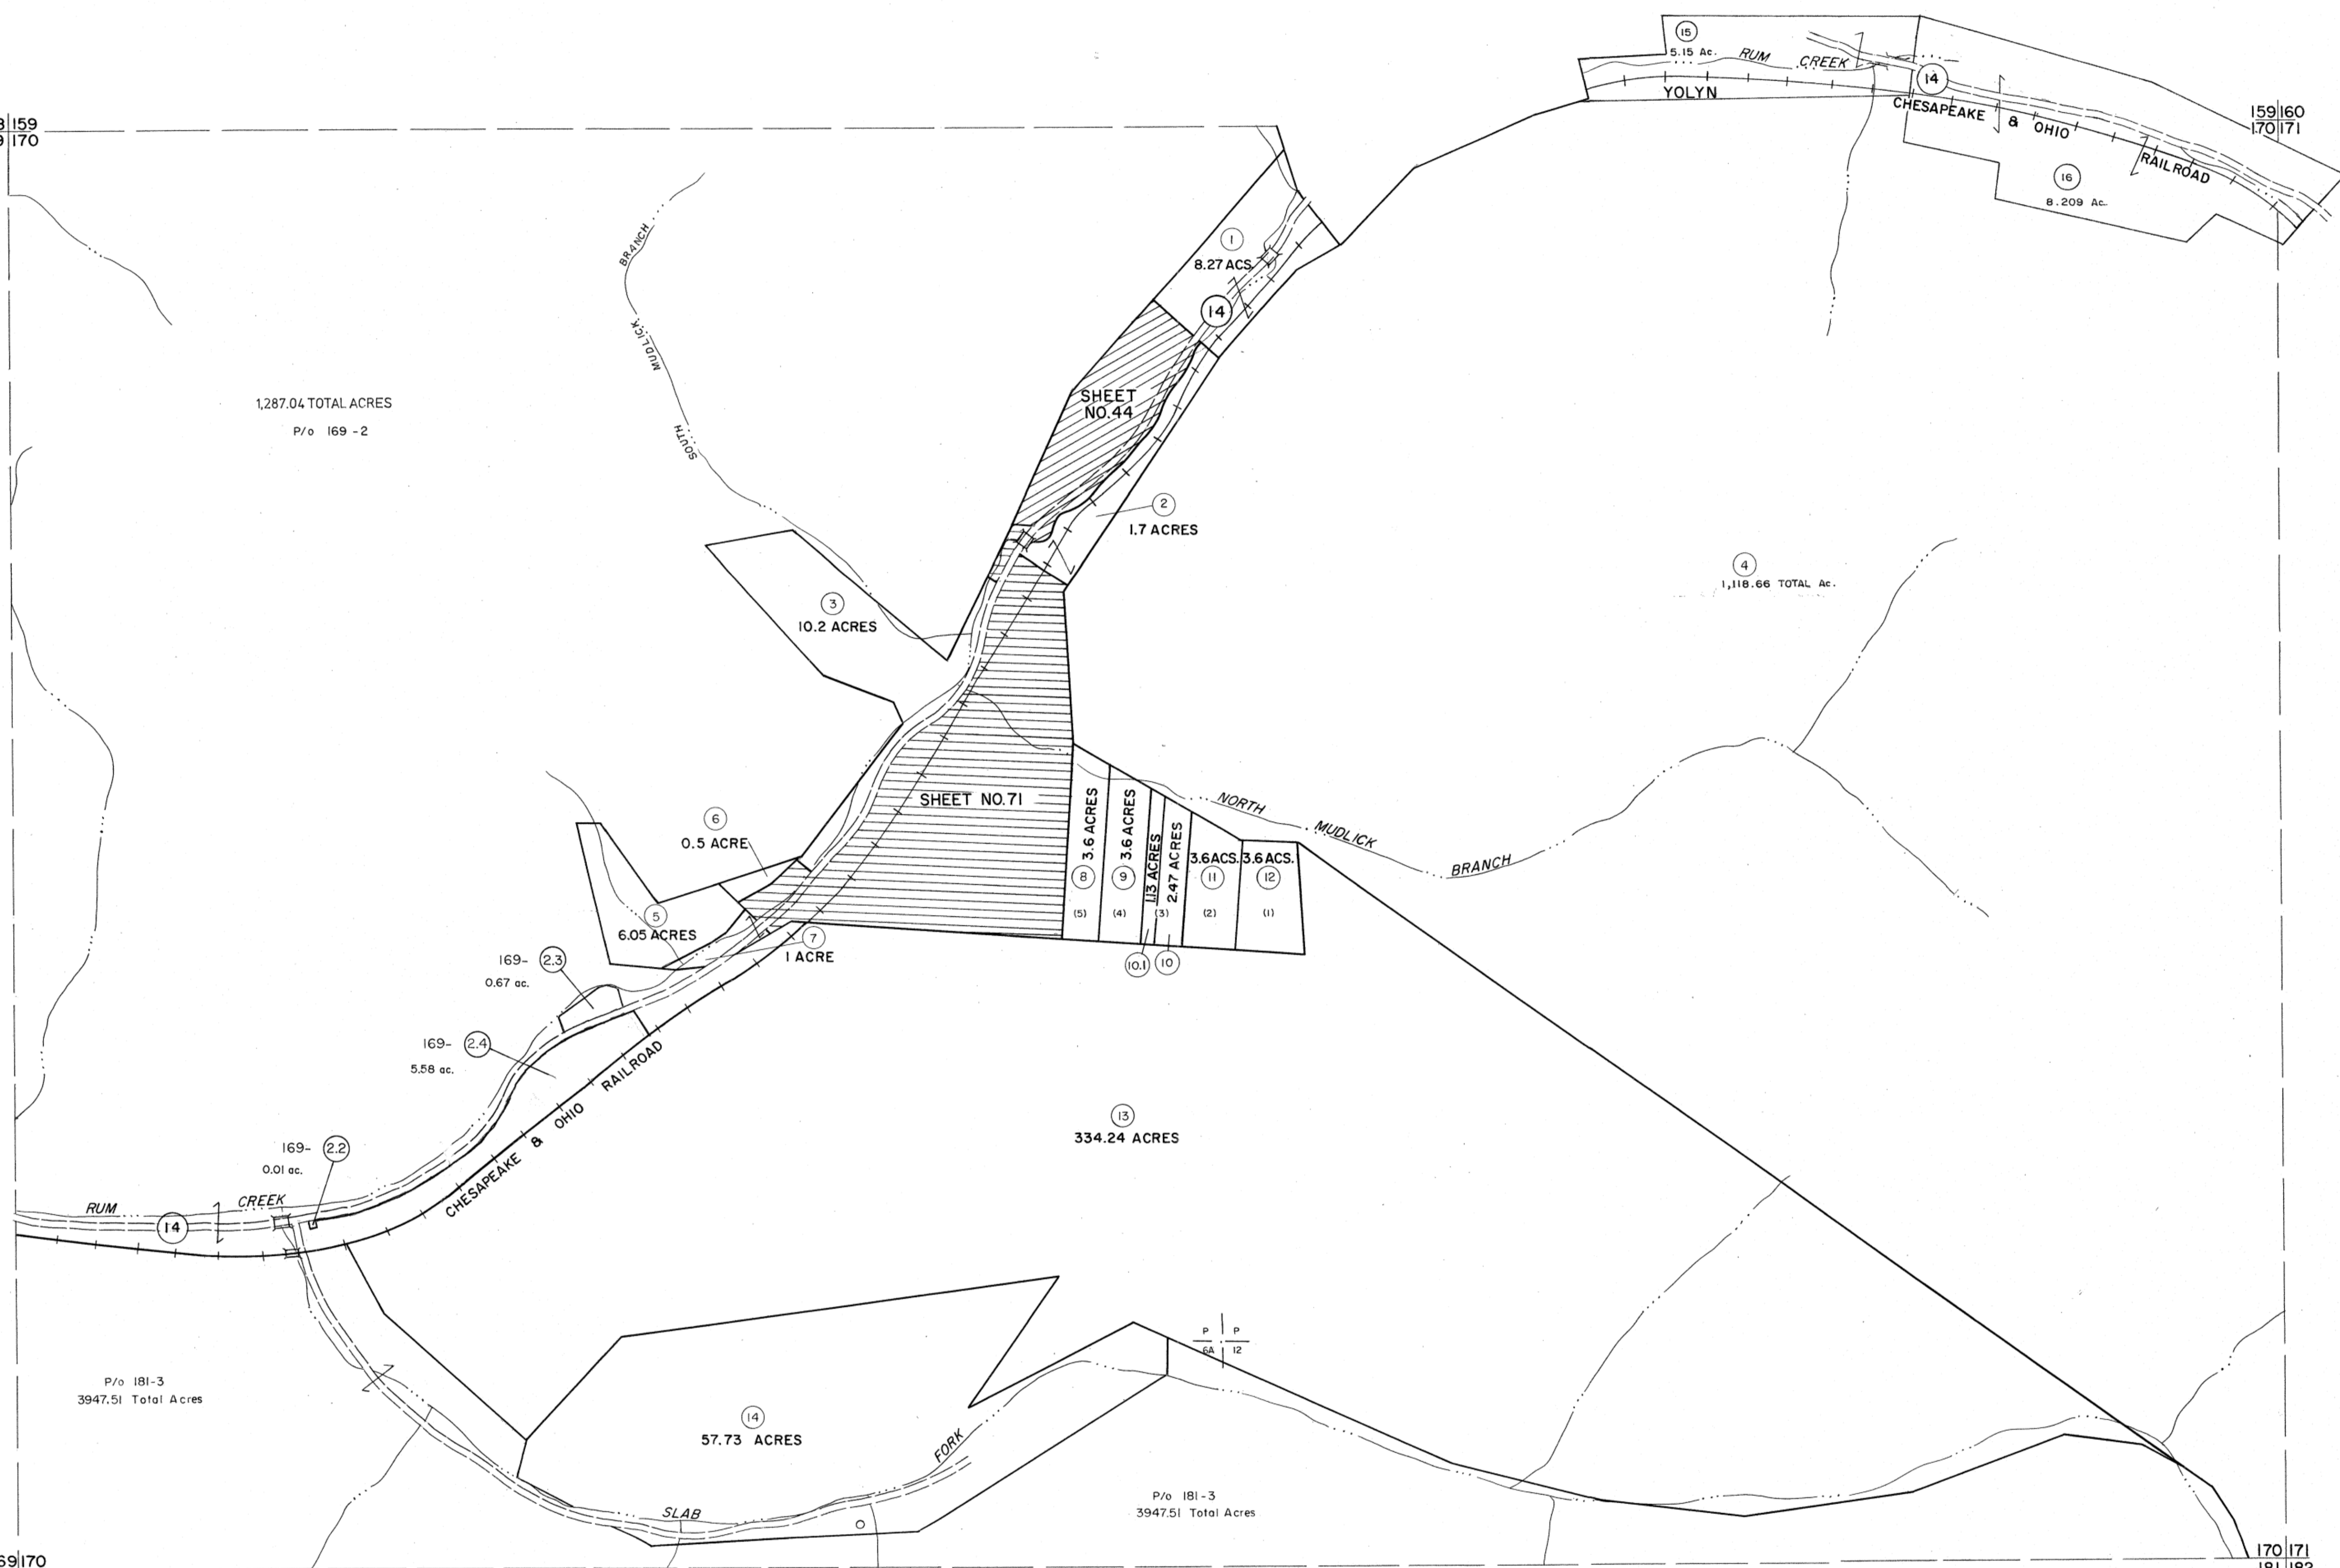 15
5.15 Ac.
RUM CREEK
YOLYN
14
CHESAPEAKE & OHIO RAILROAD
16
8.209 Ac.
159|160
170|171
159
170
1
8.27 ACS.
14
BRANCH
MUDLICK
SOUTH
1,287.04 TOTAL ACRES
P/o 169-2
SHEET
NO.44
2
1.7 ACRES
4
1,118.66 TOTAL Ac.
3
10.2 ACRES
SHEET NO.71
NORTH MUDLICK BRANCH
6
0.5 ACRE
8 3.6 ACRES
(5)
9 3.6 ACRES
(4)
1.13 ACRES
2.47 ACRES
(3)
3.6 ACS.
11
(2)
3.6 ACS.
12
(1)
10.1
10
5
6.05 ACRES
7
1 ACRE
169- 2.3
0.67 ac.
169- 2.4
5.58 ac.
CHESAPEAKE & OHIO RAILROAD
13
334.24 ACRES
169- 2.2
0.01 ac.
RUM CREEK
14
P/o 181-3
3947.51 Total Acres
P | P
6A | 12
14
57.73 ACRES
SLAB FORK
P/o 181-3
3947.51 Total Acres
69|170
170|171
181|182